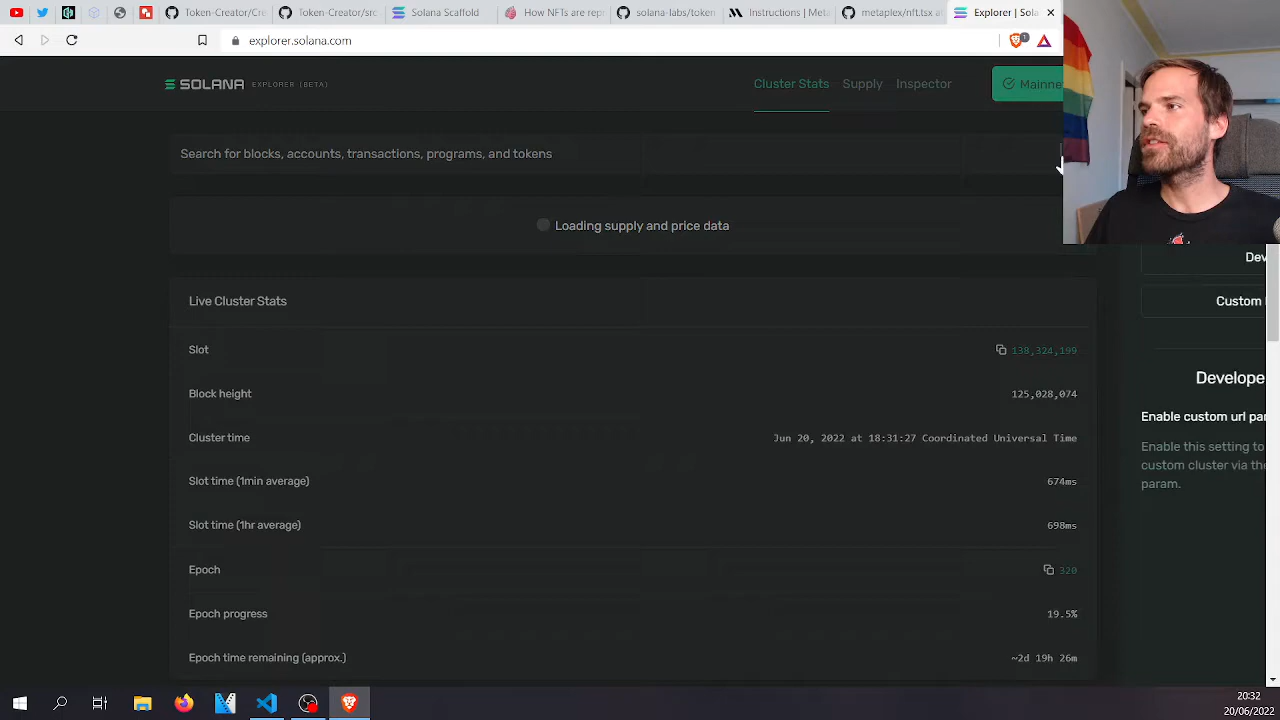 Token-Creator/Cre
Token-Creator/src
Solana Scaffold
How NFTs are rep
solana-labs/token
Instructions | Met
metaplex/nft.tsx at
Explorer | Sola
explorer.solana.com
1
SOLANA EXPLORER (BETA)
Cluster Stats
Supply
Inspector
Mainne
Search for blocks, accounts, transactions, programs, and tokens
Loading supply and price data
Dev
Live Cluster Stats
Custom
Slot
138,324,199
Develope
Block height
125,028,074
Enable custom url par
Cluster time
Jun 20, 2022 at 18:31:27 Coordinated Universal Time
Enable this setting to
custom cluster via the
param.
Slot time (1min average)
674ms
Slot time (1hr average)
698ms
Epoch
320
Epoch progress
19.5%
Epoch time remaining (approx.)
~2d 19h 26m
20:32
20/06/2022